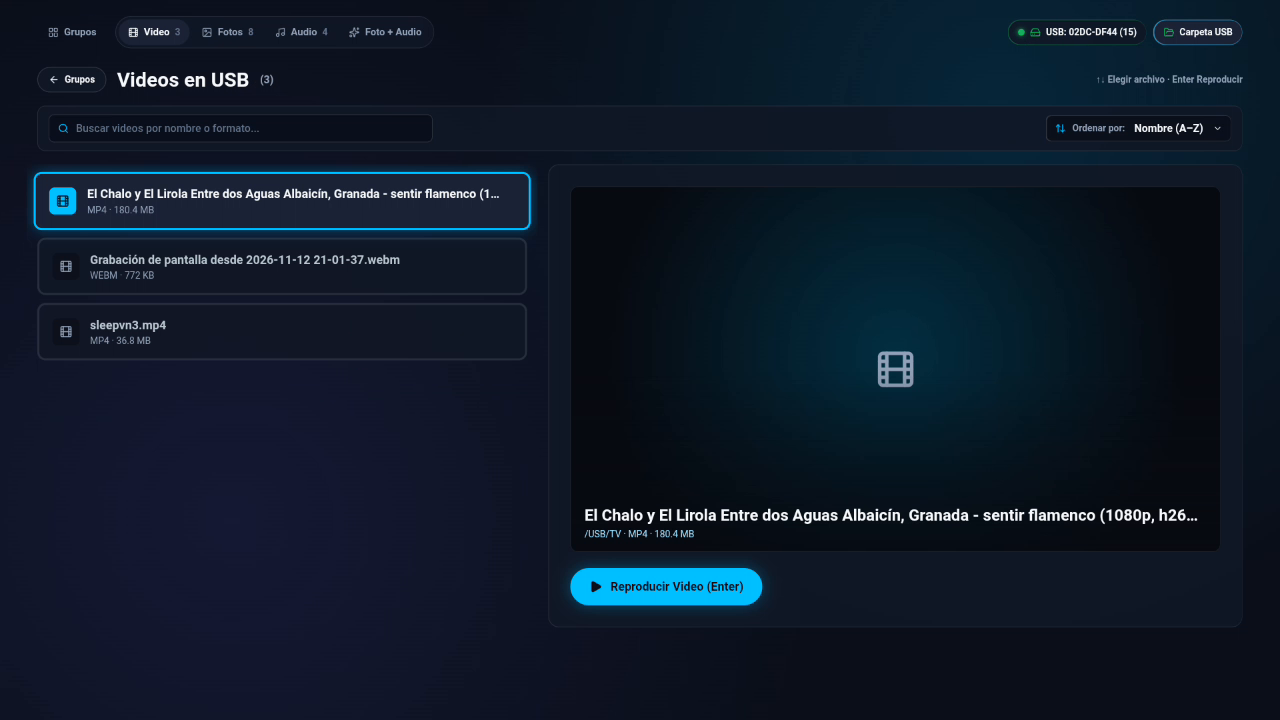 Grupos
Video 3
Fotos 8
Audio 4
Foto + Audio
USB: 02DC-DF44 (15)
Carpeta USB
← Grupos
Videos en USB (3)
↑↓ Elegir archivo · Enter Reproducir
Buscar videos por nombre o formato...
Ordenar por: Nombre (A–Z)
El Chalo y El Lirola Entre dos Aguas Albaicín, Granada - sentir flamenco (1...
MP4 · 180.4 MB
Grabación de pantalla desde 2026-11-12 21-01-37.webm
WEBM · 772 KB
sleepvn3.mp4
MP4 · 36.8 MB
El Chalo y El Lirola Entre dos Aguas Albaicín, Granada - sentir flamenco (1080p, h26...
/USB/TV · MP4 · 180.4 MB
Reproducir Video (Enter)